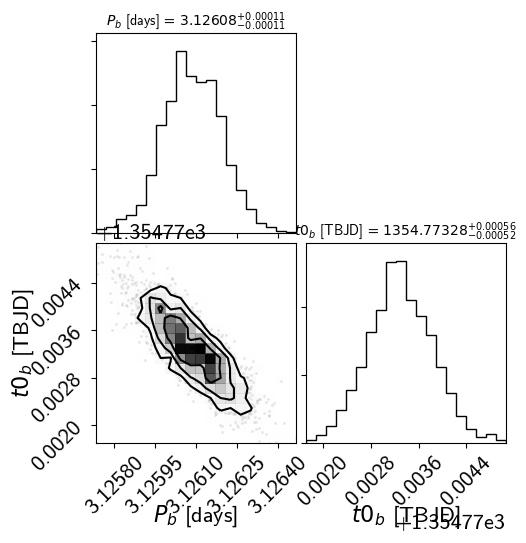 P_b [days] = 3.12608^{+0.00011}_{-0.00011}
+1.35477e3
t0_b [TBJD] = 1354.77328^{+0.00056}_{-0.00052}
t0_b [TBJD]
0.0044
0.0036
0.0028
0.0020
3.12580
3.12595
3.12610
3.12625
3.12640
P_b [days]
0.0020
0.0028
0.0036
0.0044
t0_b [TBJD]
+1.35477e3